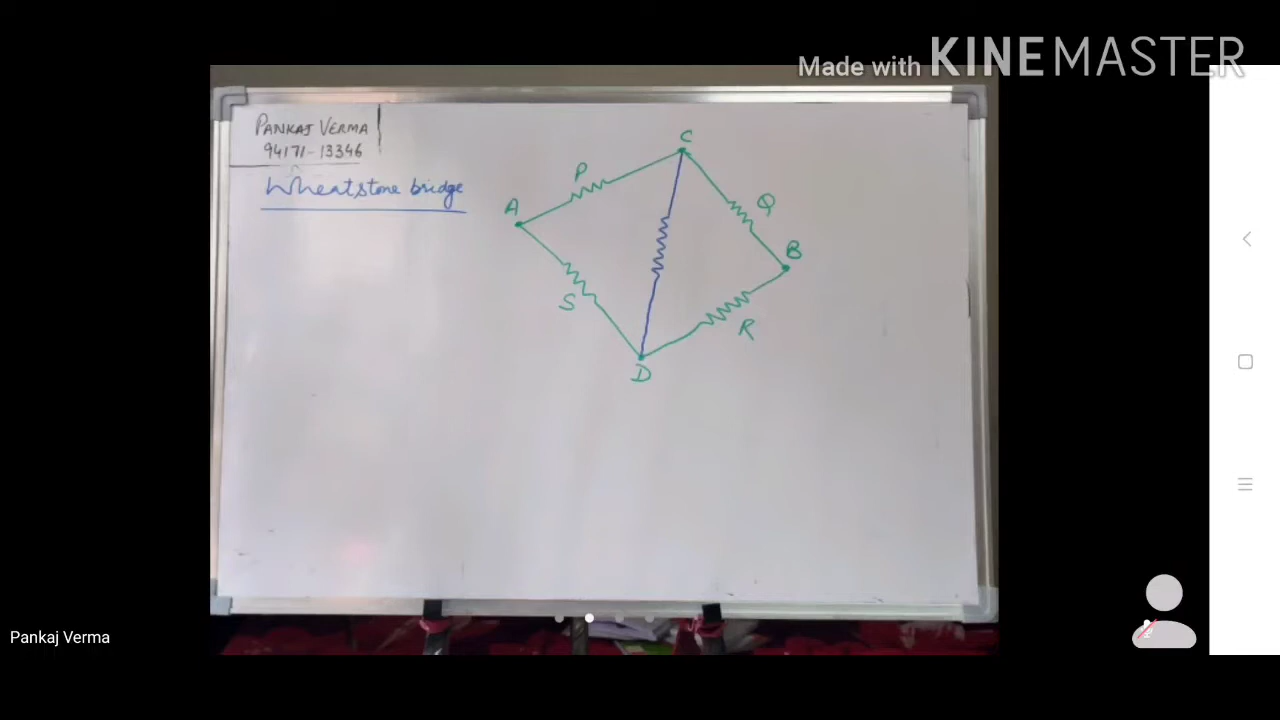 Made with KINEMASTER
PANKAJ VERMA
94171-13346
Wheatstone bridge
C
P
Q
A
B
S
R
D
Pankaj Verma